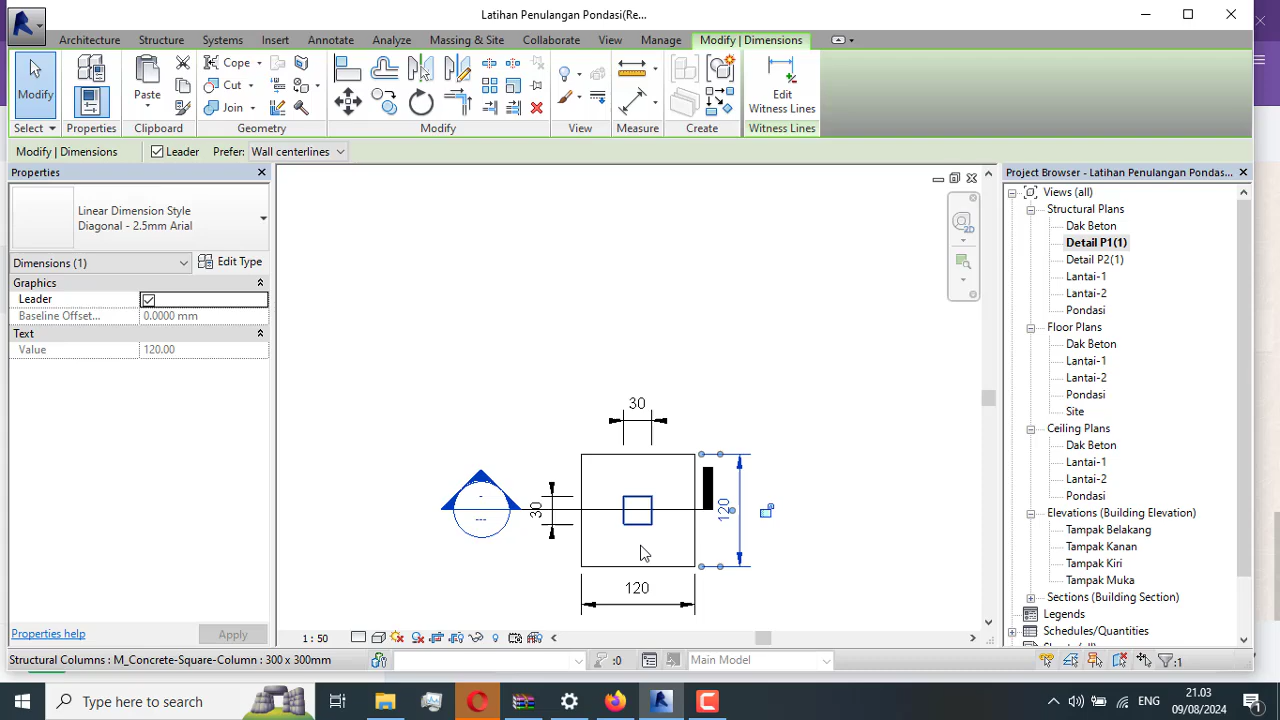 Latihan Penulangan Pondasi(Re...
Architecture Structure Systems Insert Annotate Analyze Massing & Site Collaborate View Manage Modify | Dimensions
Modify Paste Cope Cut Join Edit Witness Lines
Select Properties Clipboard Geometry Modify View Measure Create Witness Lines
Modify | Dimensions Leader Prefer: Wall centerlines
Properties
Linear Dimension Style
Diagonal - 2.5mm Arial
Dimensions (1) Edit Type
Graphics
Leader
Baseline Offset... 0.0000 mm
Text
Value 120.00
Properties help Apply
2D
30
30
120
120
-
---
1 : 50
Project Browser - Latihan Penulangan Pondas...
Views (all)
Structural Plans
Dak Beton
Detail P1(1)
Detail P2(1)
Lantai-1
Lantai-2
Pondasi
Floor Plans
Dak Beton
Lantai-1
Lantai-2
Pondasi
Site
Ceiling Plans
Dak Beton
Lantai-1
Lantai-2
Pondasi
Elevations (Building Elevation)
Tampak Belakang
Tampak Kanan
Tampak Kiri
Tampak Muka
Sections (Building Section)
Legends
Schedules/Quantities
Structural Columns : M_Concrete-Square-Column : 300 x 300mm :0 Main Model :1
Type here to search
ENG
21.03
09/08/2024
1